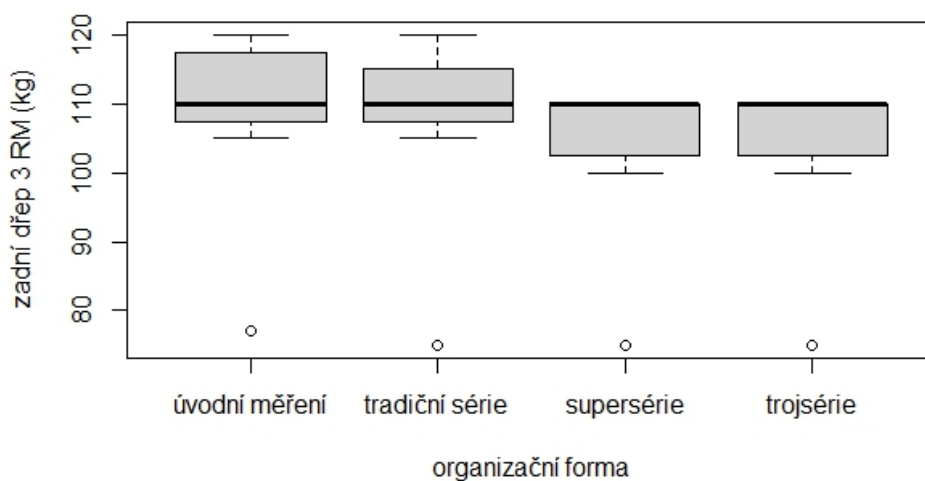 zadní dřep 3 RM (kg)
120
110
100
90
80
úvodní měření
tradiční série
supersérie
trojsérie
organizační forma